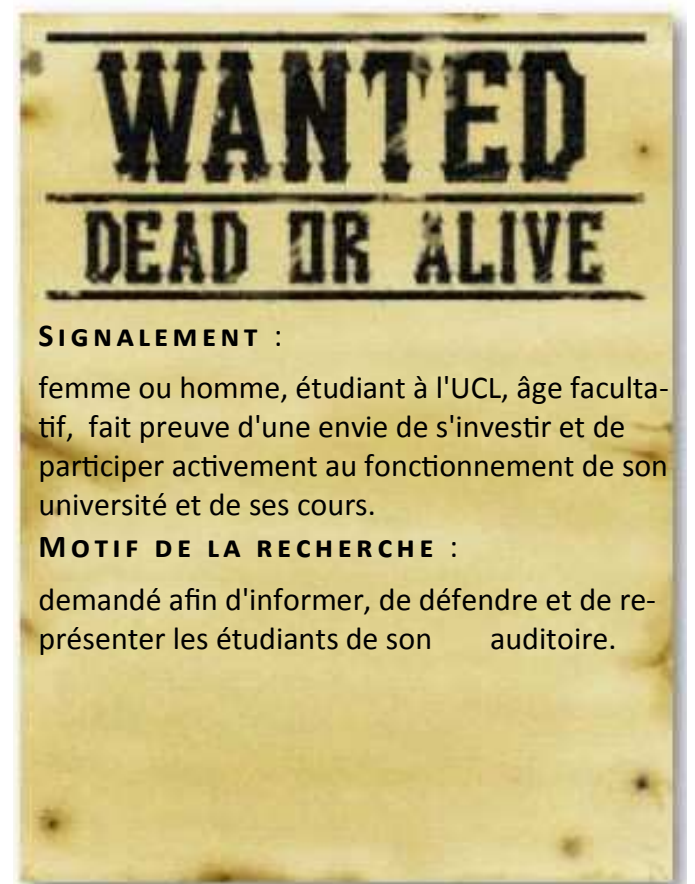 WANTED
DEAD OR ALIVE
SIGNALEMENT :
femme ou homme, étudiant à l'UCL, âge faculta-
tif, fait preuve d'une envie de s'investir et de
participer activement au fonctionnement de son
université et de ses cours.
MOTIF DE LA RECHERCHE :
demandé afin d'informer, de défendre et de re-
présenter les étudiants de son auditoire.